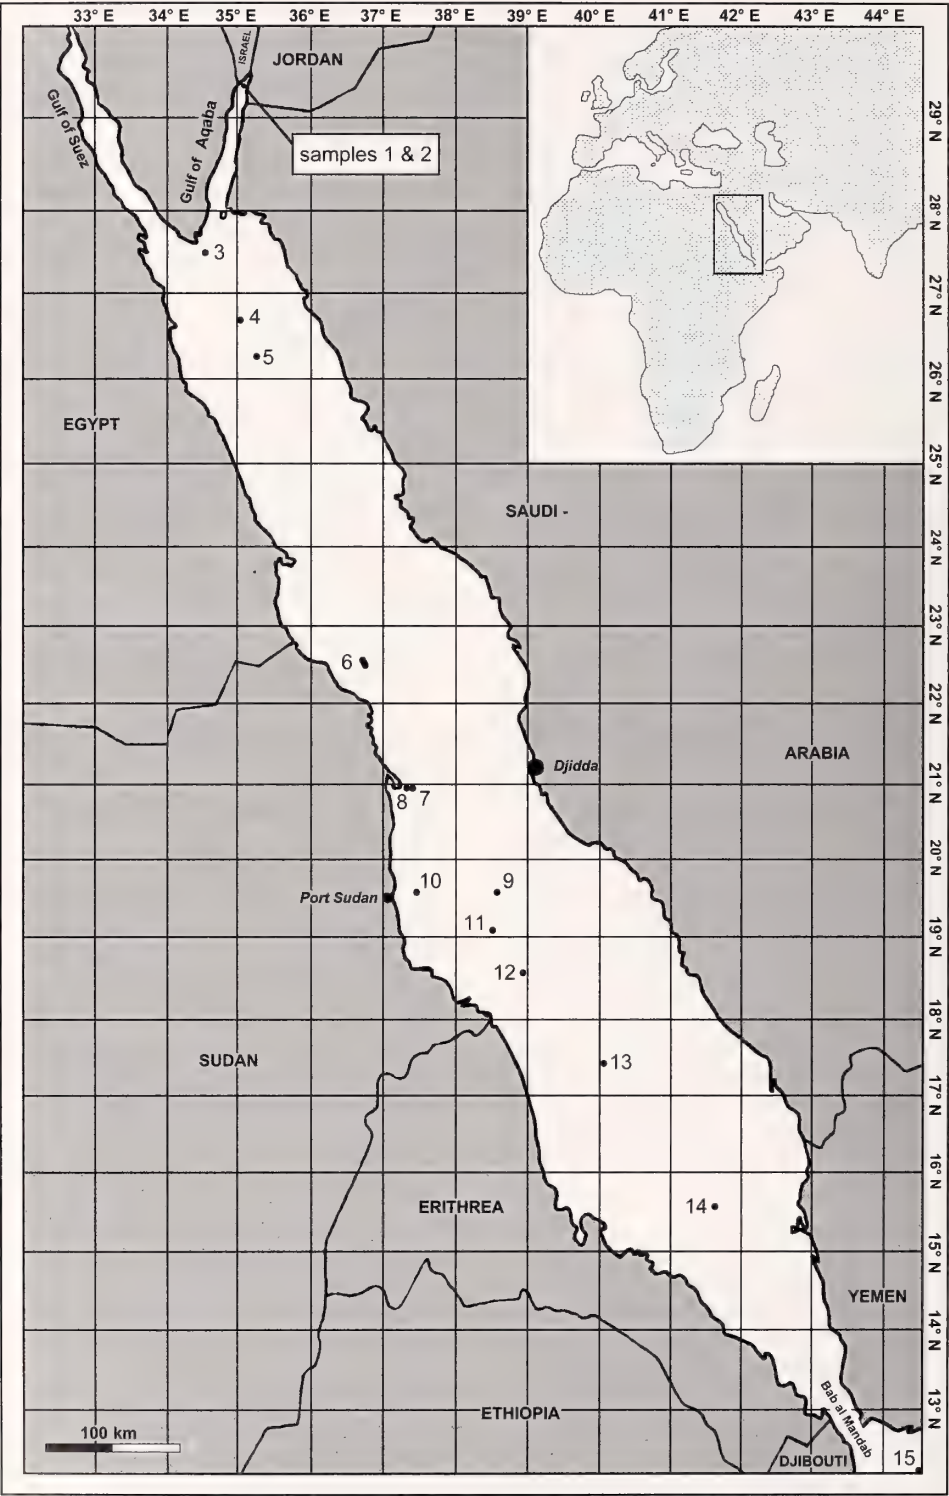 33° E 34° E 35° E 36° E 37° E 38° E 39° E 40° E 41° E 42° E 43° E 44° E
ISRAEL
JORDAN
Gulf of Suez
Gulf of Aqaba
samples 1 & 2
29° N
28° N
3
27° N
4
5
26° N
EGYPT
25° N
SAUDI -
24° N
23° N
6
22° N
ARABIA
Djidda
21° N
8 7
20° N
10 9
Port Sudan
11
19° N
12
18° N
SUDAN
13
17° N
16° N
ERITHREA
14
15° N
YEMEN
14° N
13° N
Bab al Mandab
ETHIOPIA
100 km
DJIBOUTI
15